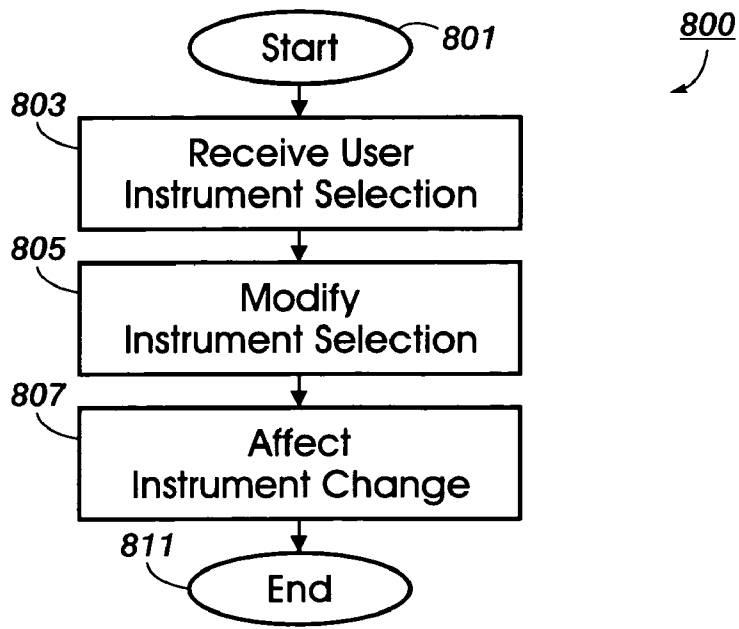 Start
801
800
803
Receive User
Instrument Selection
805
Modify
Instrument Selection
807
Affect
Instrument Change
811
End